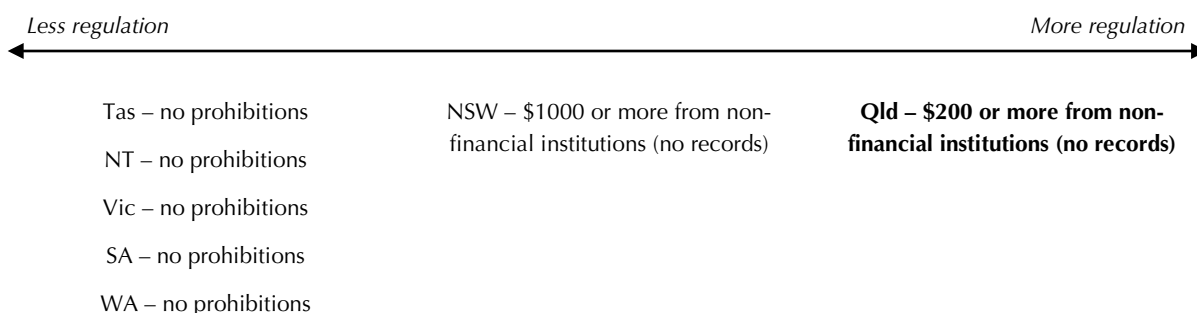 Less regulation
More regulation
Tas – no prohibitions
NT – no prohibitions
Vic – no prohibitions
SA – no prohibitions
WA – no prohibitions
NSW – $1000 or more from non-
financial institutions (no records)
Qld – $200 or more from non-
financial institutions (no records)